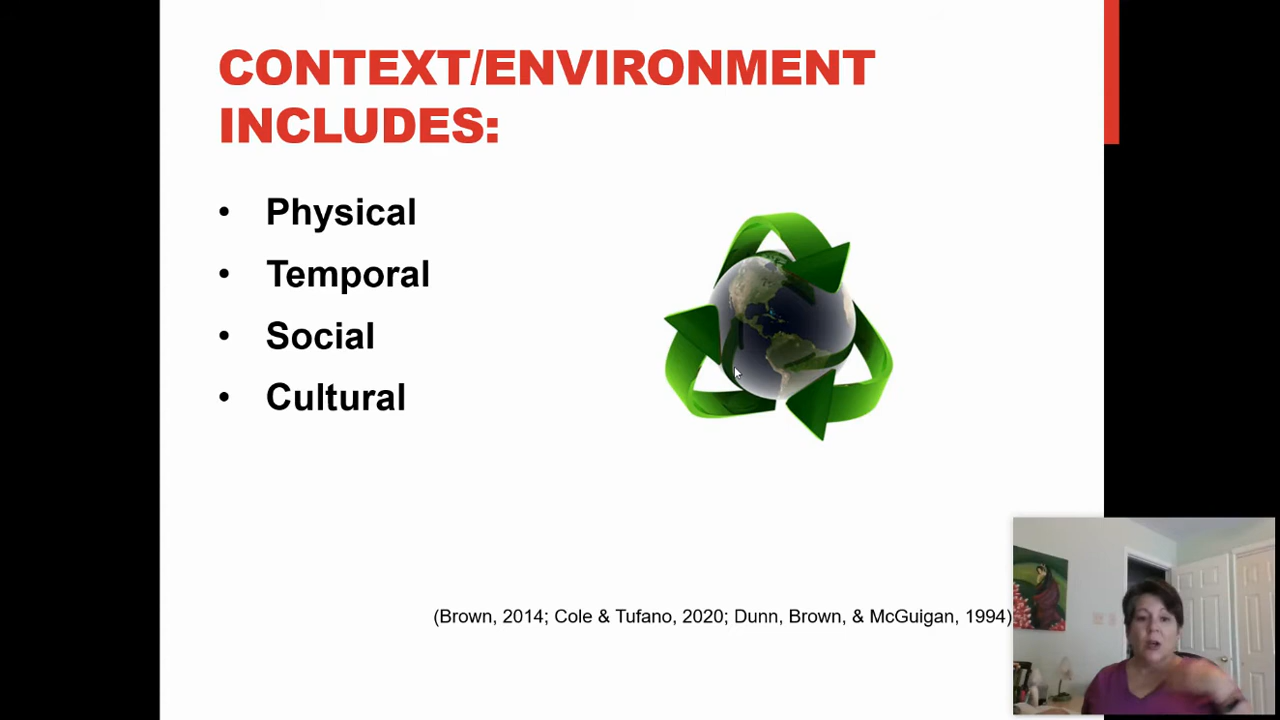 CONTEXT/ENVIRONMENT
INCLUDES:
• Physical
• Temporal
• Social
• Cultural
(Brown, 2014; Cole & Tufano, 2020; Dunn, Brown, & McGuigan, 1994)